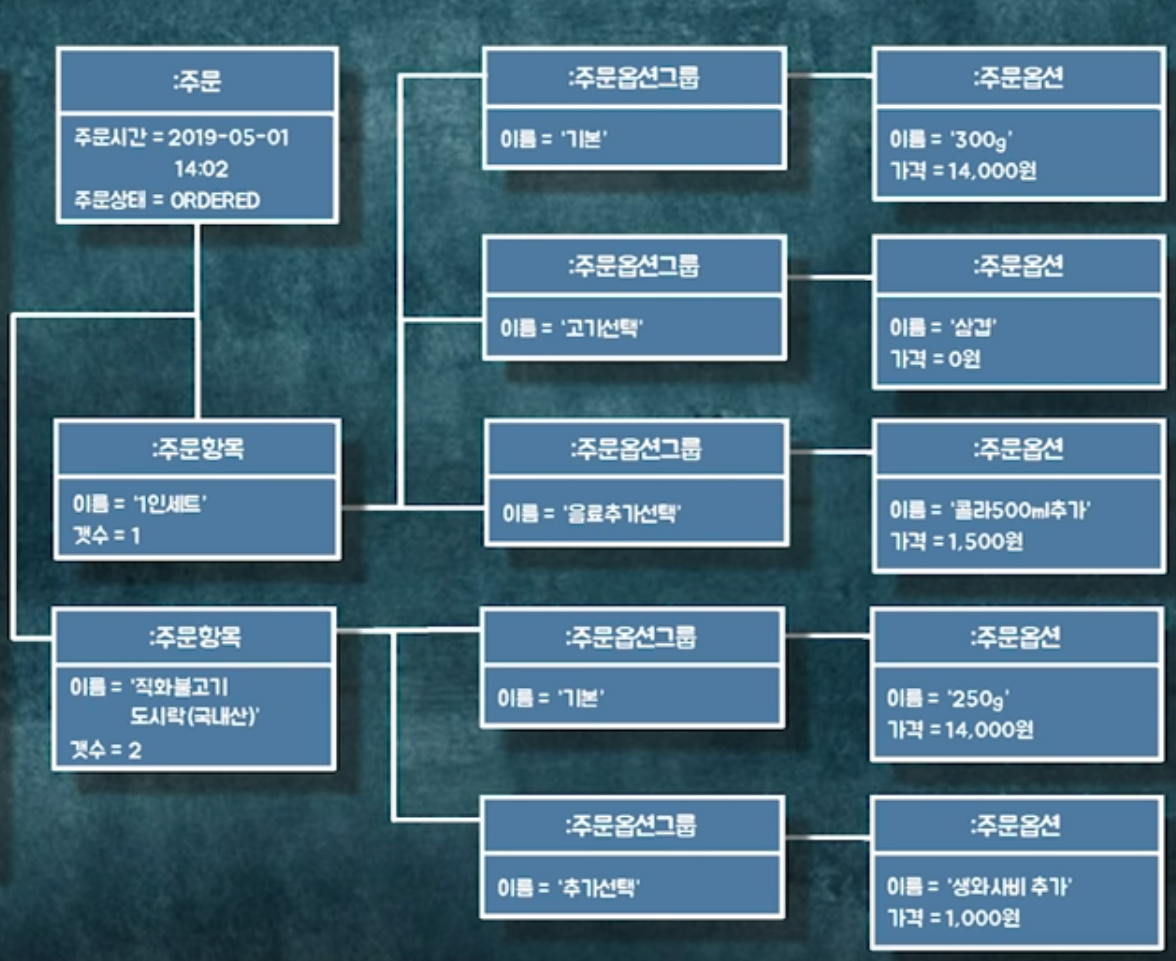 :주문
주문시간 = 2019-05-01
14:02
주문상태 = ORDERED
:주문옵션그룹
이름 = '기본'
:주문옵션
이름 = '300g'
가격 = 14,000원
:주문옵션그룹
이름 = '고기선택'
:주문옵션
이름 = '삼겹'
가격 = 0원
:주문항목
이름 = '1인세트'
갯수 = 1
:주문옵션그룹
이름 = '음료추가선택'
:주문옵션
이름 = '콜라500ml추가'
가격 = 1,500원
:주문항목
이름 = '직화불고기
도시락(국내산)'
갯수 = 2
:주문옵션그룹
이름 = '기본'
:주문옵션
이름 = '250g'
가격 = 14,000원
:주문옵션그룹
이름 = '추가선택'
:주문옵션
이름 = '생와사비 추가'
가격 = 1,000원